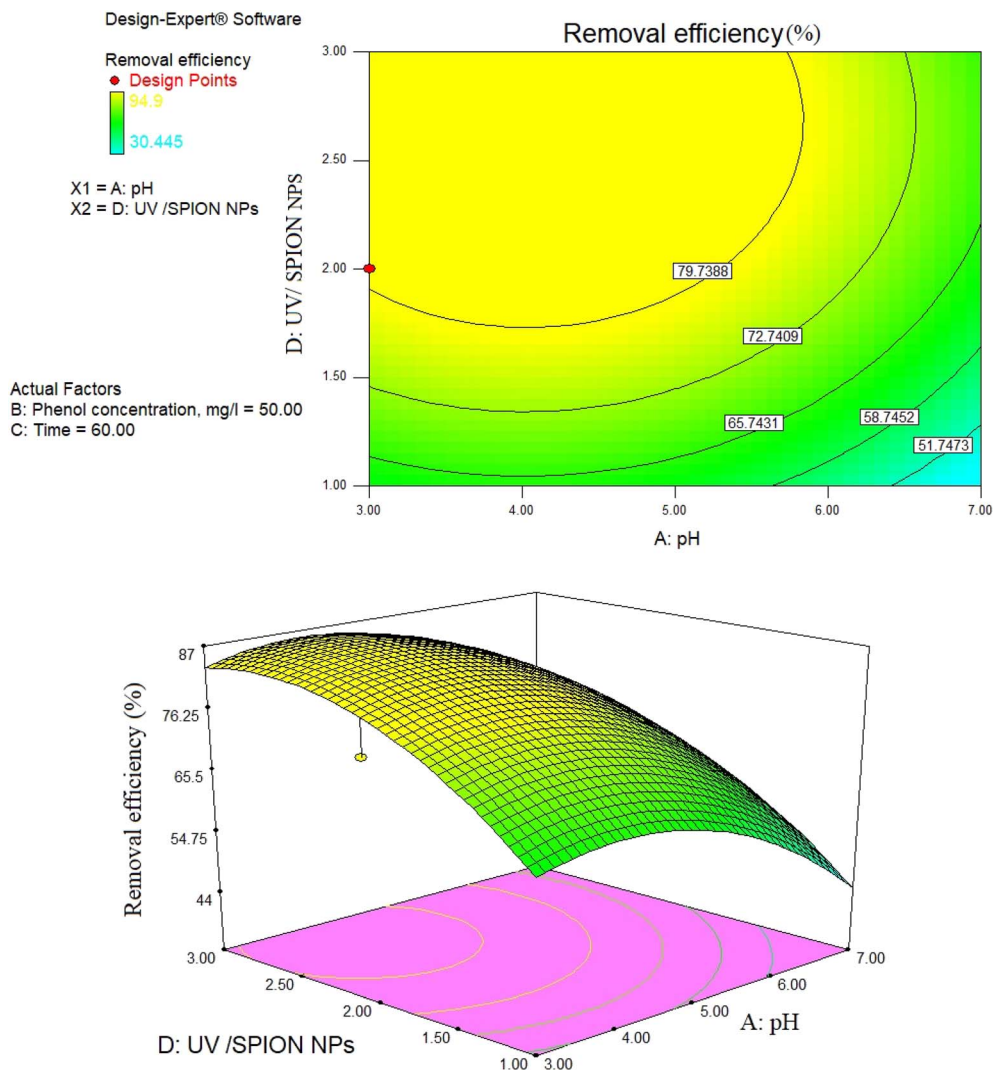 Design-Expert® Software
Removal efficiency
Design Points
94.9
30.445
X1 = A: pH
X2 = D: UV /SPION NPs
Actual Factors
B: Phenol concentration, mg/l = 50.00
C: Time = 60.00
Removal efficiency(%)
3.00
2.50
2.00
1.50
1.00
D: UV/ SPION NPS
79.7388
72.7409
65.7431
58.7452
51.7473
3.00 4.00 5.00 6.00 7.00
A: pH
87
76.25
65.5
54.75
44
Removal efficiency (%)
3.00
2.50
2.00
1.50
1.00
D: UV /SPION NPs
3.00
4.00
5.00
6.00
7.00
A: pH